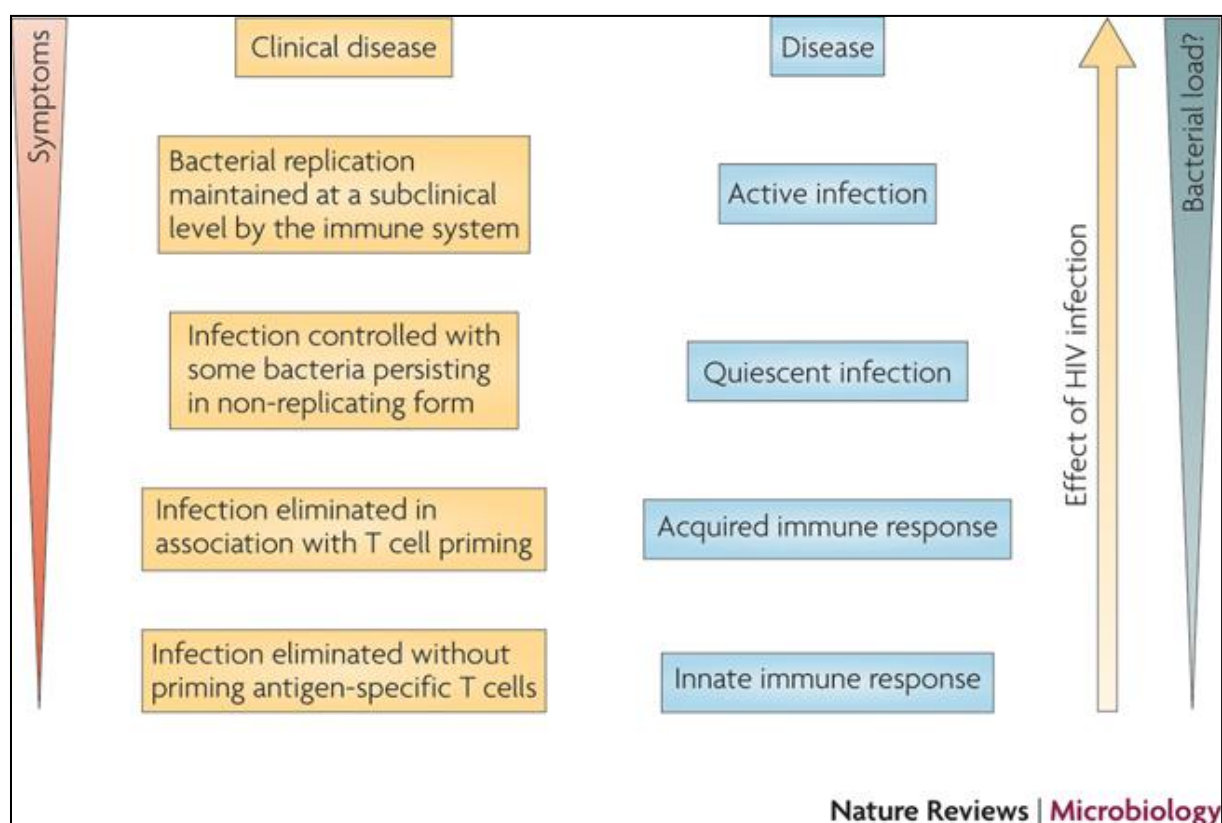 Symptoms
Clinical disease
Disease
Bacterial load?
Bacterial replication
maintained at a subclinical
level by the immune system
Active infection
Effect of HIV infection
Infection controlled with
some bacteria persisting
in non-replicating form
Quiescent infection
Infection eliminated in
association with T cell priming
Acquired immune response
Infection eliminated without
priming antigen-specific T cells
Innate immune response
Nature Reviews | Microbiology